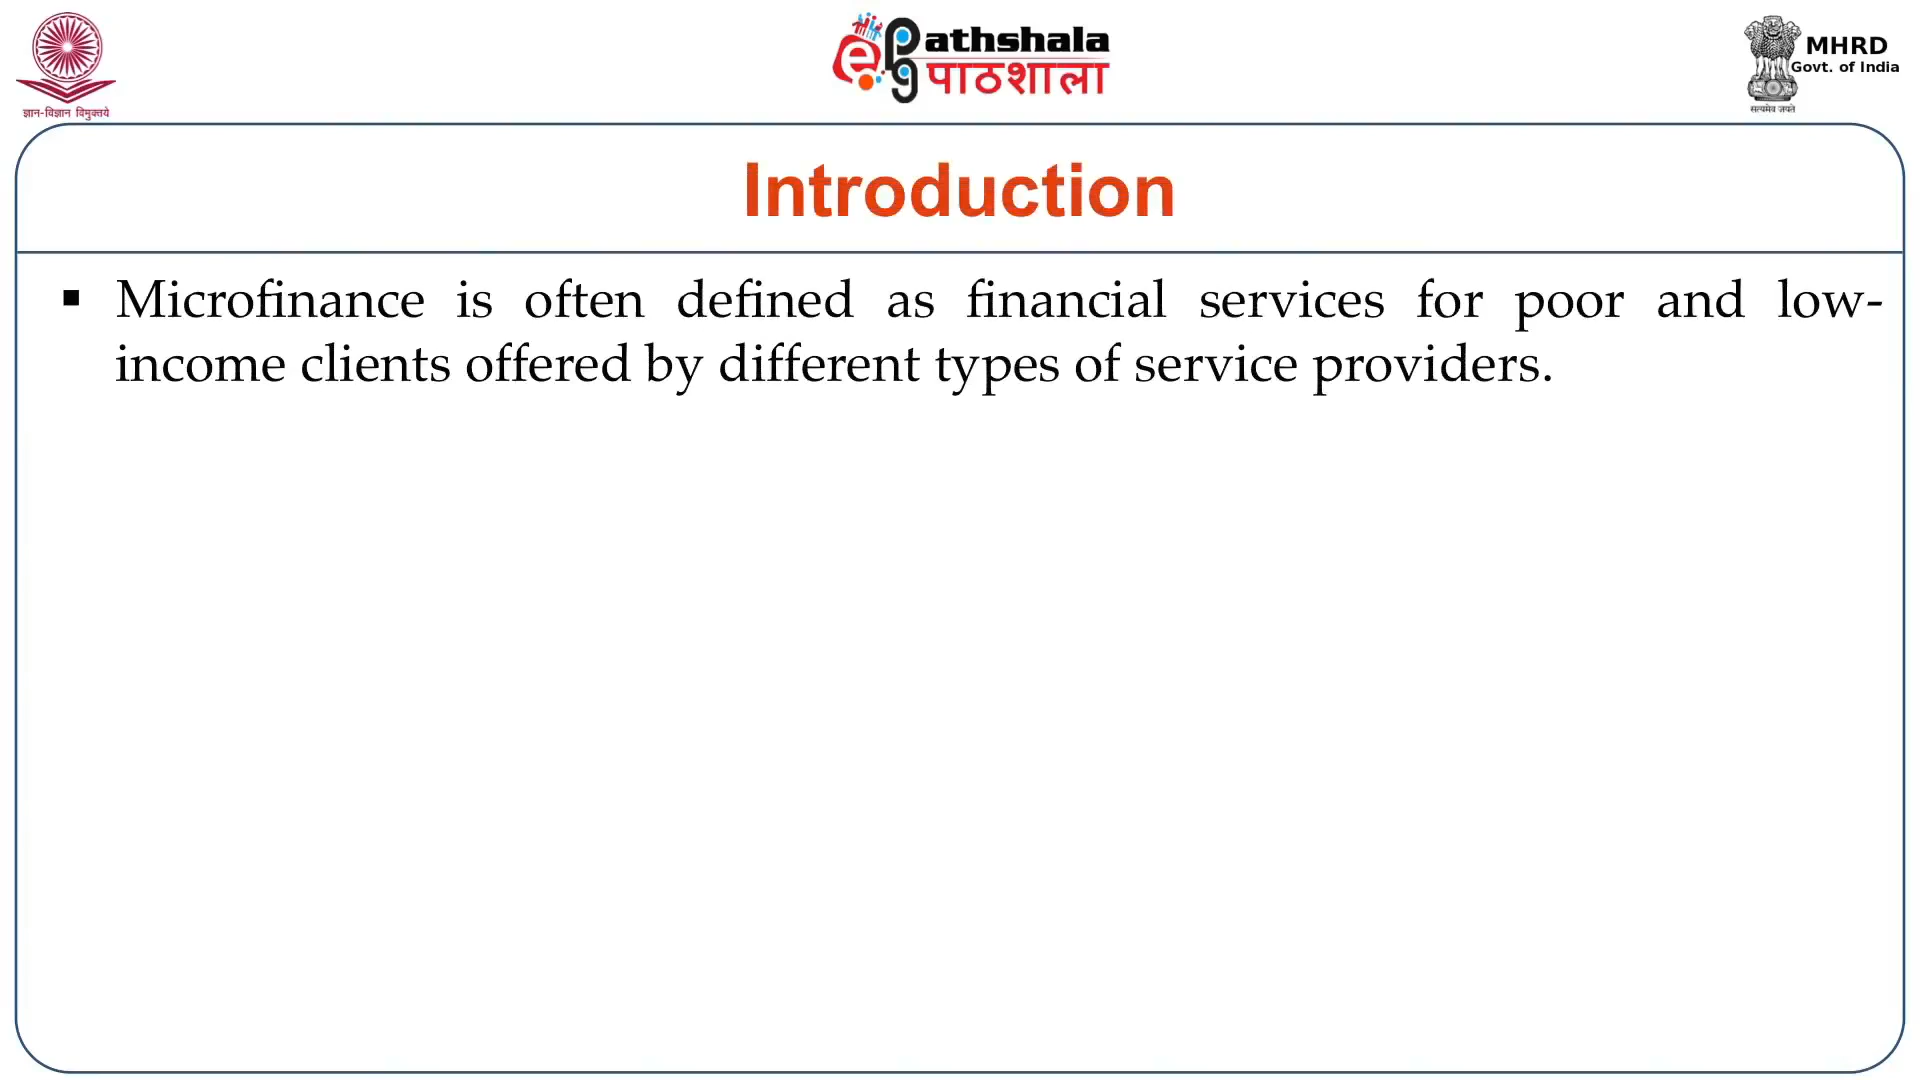 ज्ञान-विज्ञान विमुक्तये
e Pathshala
पाठशाला
MHRD
Govt. of India
सत्यमेव जयते
Introduction
▪ Microfinance is often defined as financial services for poor and low-
income clients offered by different types of service providers.